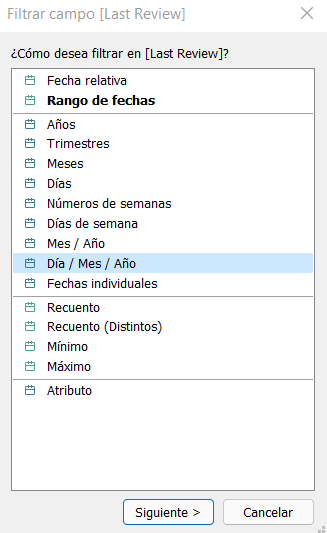 Filtrar campo [Last Review]
¿Cómo desea filtrar en [Last Review]?
Fecha relativa
Rango de fechas
Años
Trimestres
Meses
Días
Números de semanas
Días de semana
Mes / Año
Día / Mes / Año
Fechas individuales
Recuento
Recuento (Distintos)
Mínimo
Máximo
Atributo
Siguiente >
Cancelar